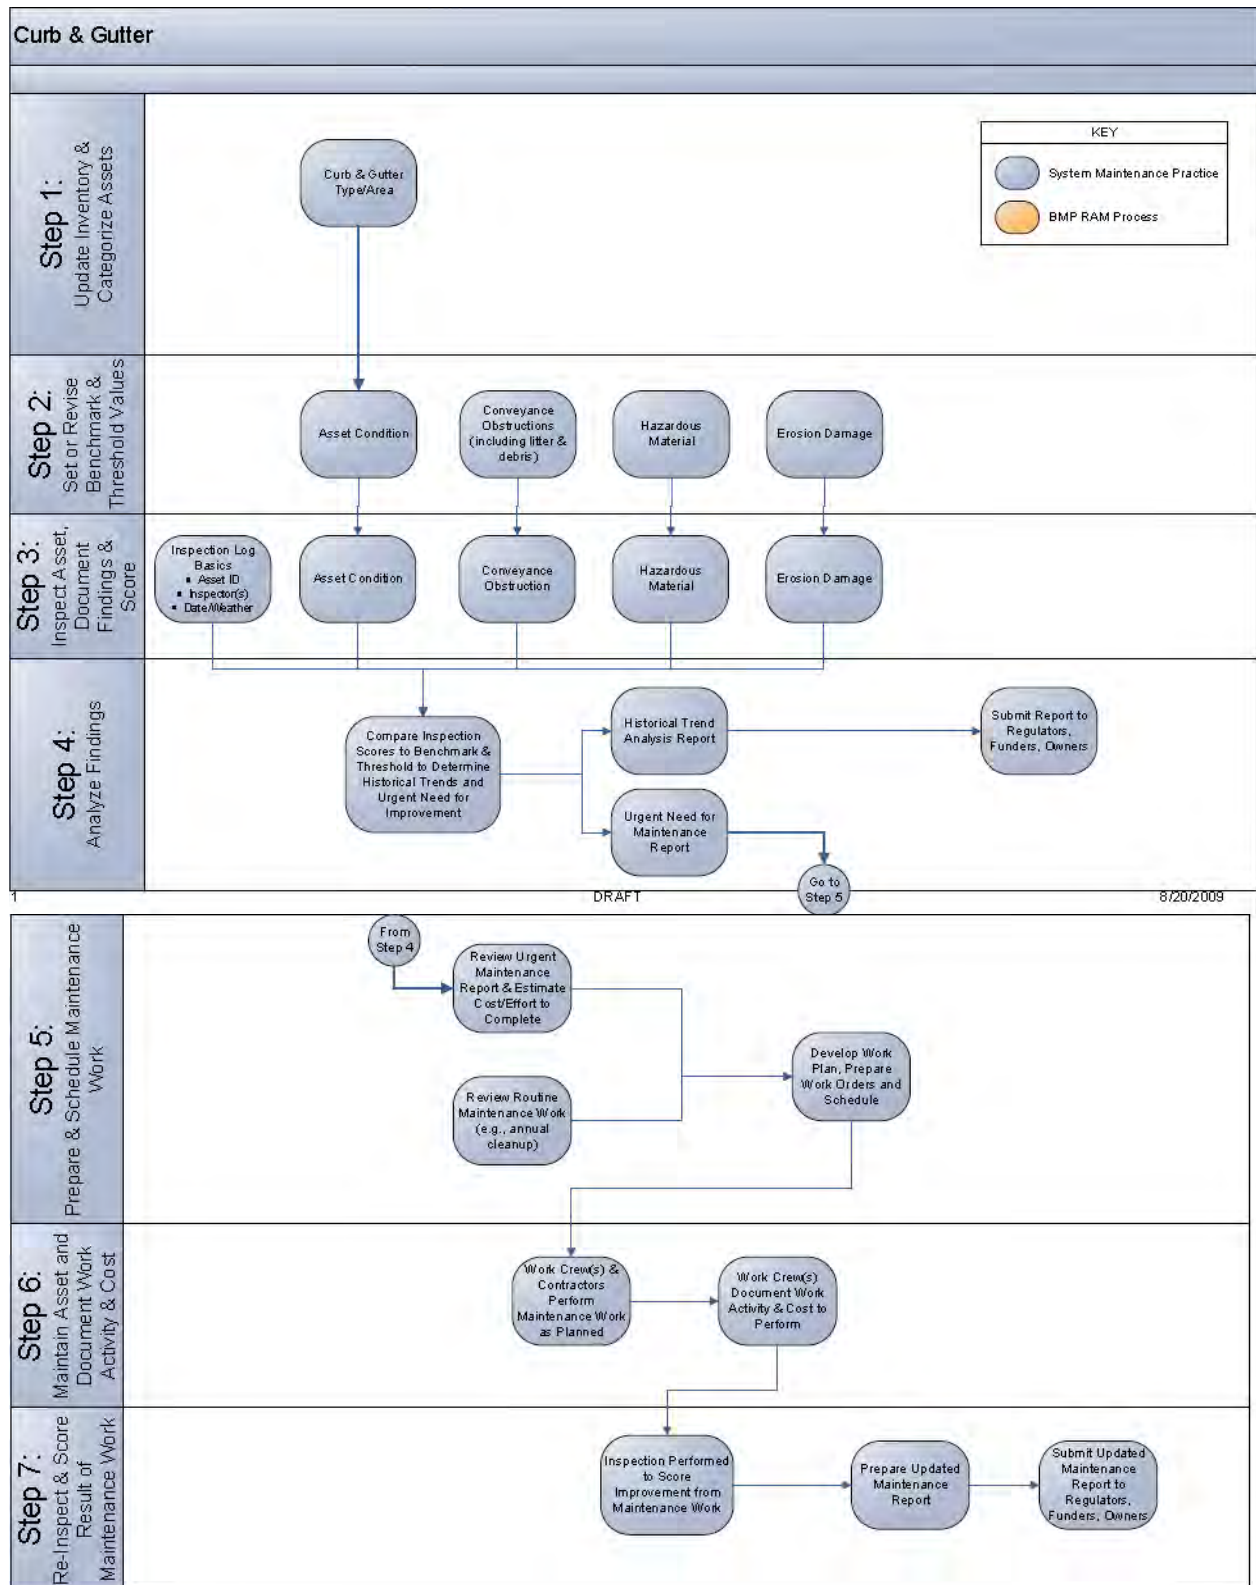 Curb & Gutter
KEY
System Maintenance Practice
BMP RAM Process
Step 1:
Update Inventory &
Categorize Assets
Curb & Gutter
Type/Area
Step 2:
Set or Revise
Benchmark &
Threshold Values
Asset Condition
Conveyance
Obstructions
(including litter &
debris)
Hazardous
Material
Erosion Damage
Step 3:
Inspect Asset,
Document
Findings &
Score
Inspection Log
Basics
▪ Asset ID
▪ Inspector(s)
▪ Date/Weather
Asset Condition
Conveyance
Obstruction
Hazardous
Material
Erosion Damage
Step 4:
Analyze Findings
Compare Inspection
Scores to Benchmark &
Threshold to Determine
Historical Trends and
Urgent Need for
Improvement
Historical Trend
Analysis Report
Submit Report to
Regulators,
Funders, Owners
Urgent Need for
Maintenance
Report
Go to
Step 5
1
DRAFT
8/20/2009
Step 5:
Prepare & Schedule Maintenance
Work
From
Step 4
Review Urgent
Maintenance
Report & Estimate
Cost/Effort to
Complete
Review Routine
Maintenance Work
(e.g., annual
cleanup)
Develop Work
Plan, Prepare
Work Orders and
Schedule
Step 6:
Maintain Asset and
Document Work
Activity & Cost
Work Crew(s) &
Contractors
Perform
Maintenance Work
as Planned
Work Crew(s)
Document Work
Activity & Cost to
Perform
Step 7:
Re-Inspect & Score
Result of
Maintenance Work
Inspection Performed
to Score
Improvement from
Maintenance Work
Prepare Updated
Maintenance
Report
Submit Updated
Maintenance
Report to
Regulators,
Funders, Owners